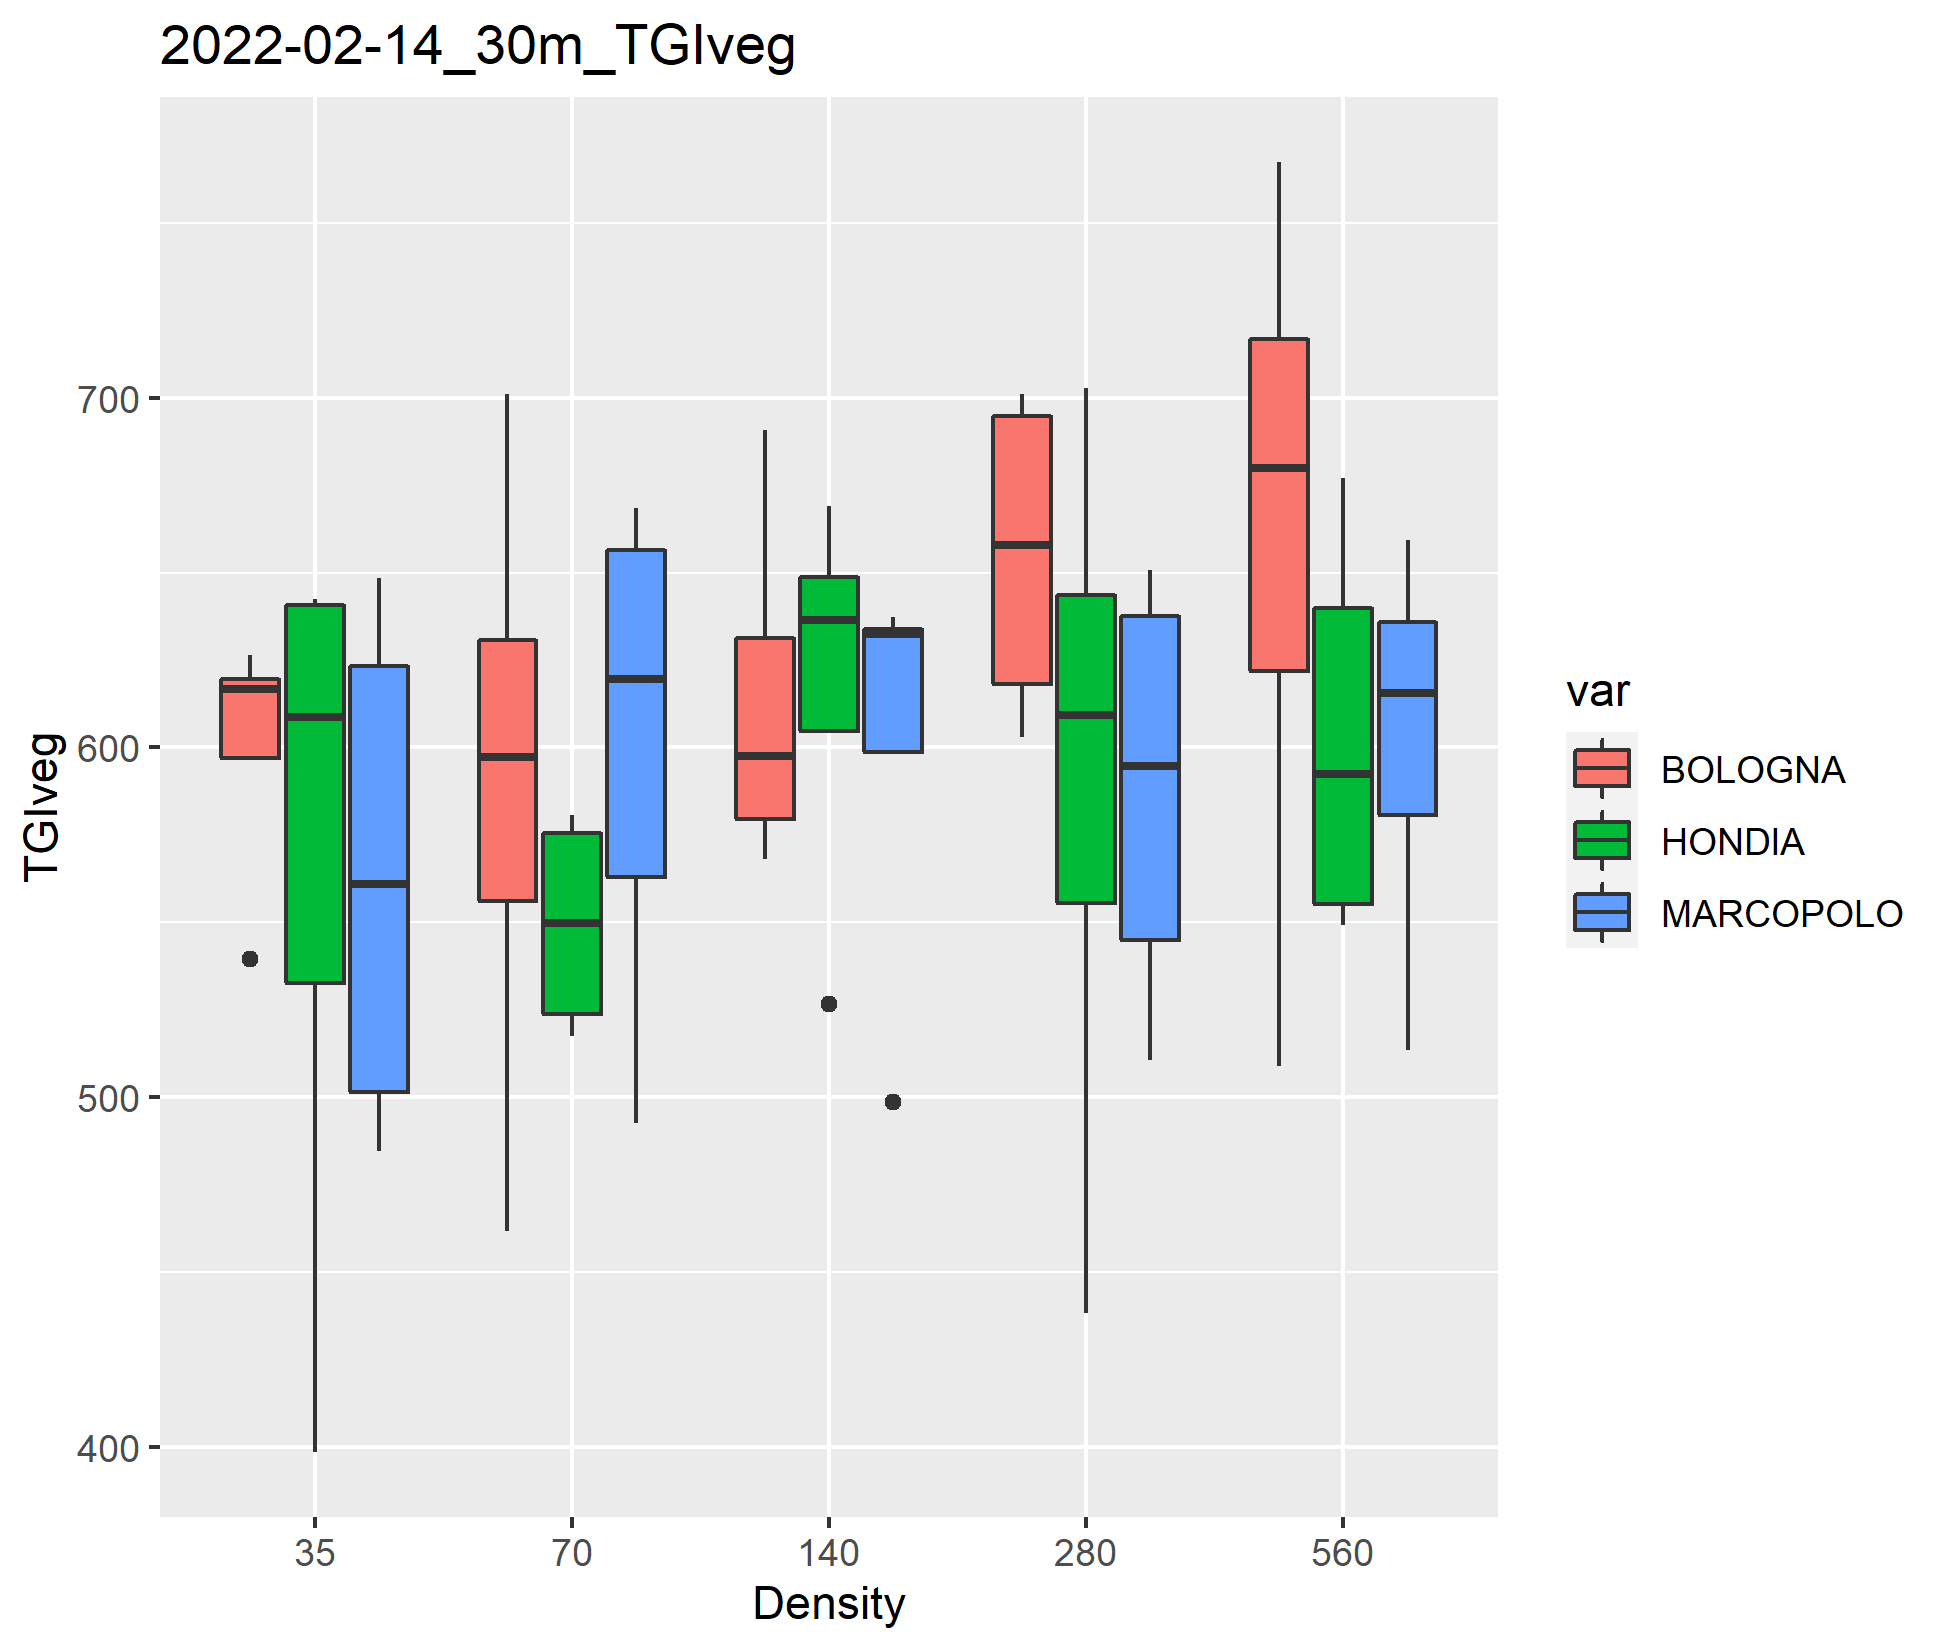 2022-02-14_30m_TGIveg
TGIveg
700
600
500
400
35 70 140 280 560
Density
var
BOLOGNA
HONDIA
MARCOPOLO